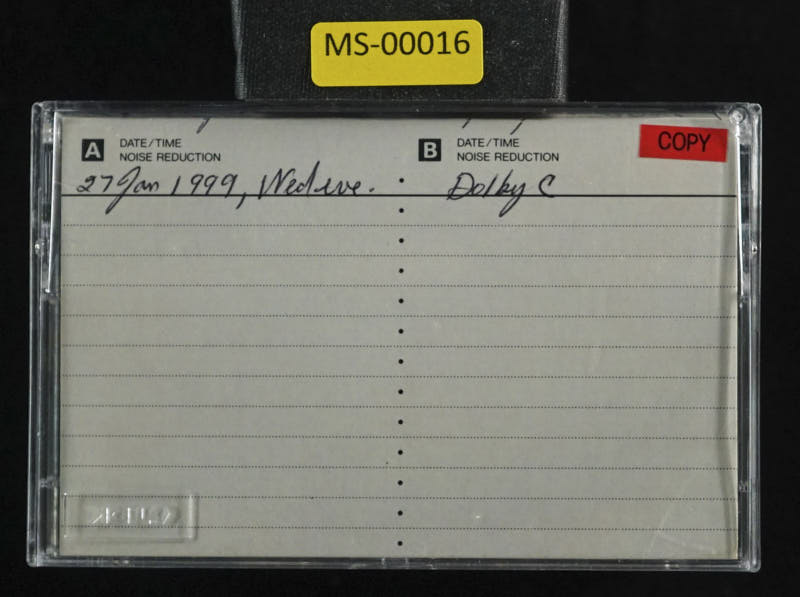 MS-00016
COPY
A DATE/TIME
NOISE REDUCTION
B DATE/TIME
NOISE REDUCTION
27 Jan 1999, Wed eve.
Dolby C